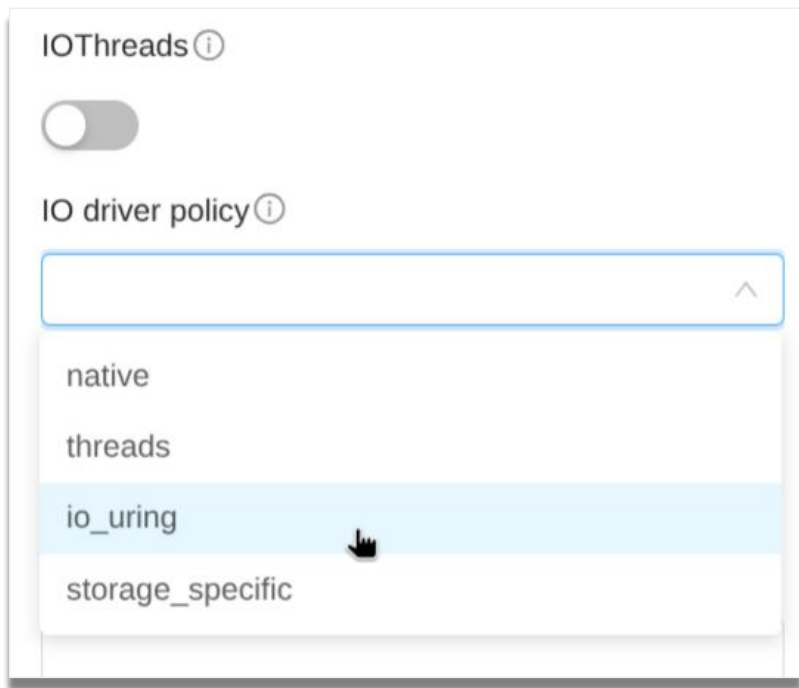 IOThreads
IO driver policy
native
threads
io_uring
storage_specific